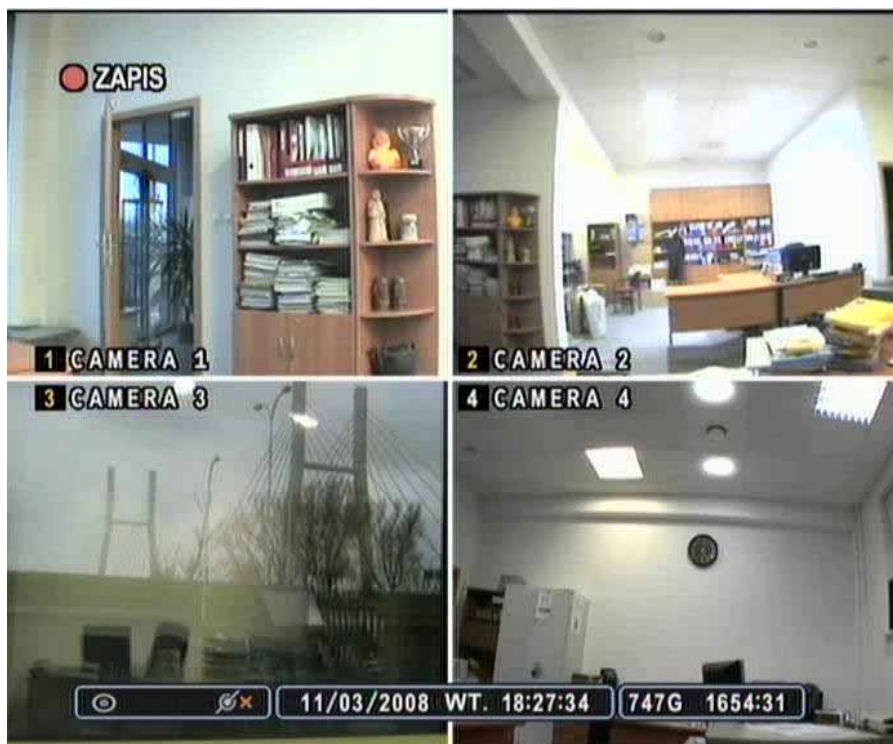 ZAPIS
1 CAMERA 1
2 CAMERA 2
3 CAMERA 3
4 CAMERA 4
11/03/2008 WT. 18:27:34
747G 1654:31